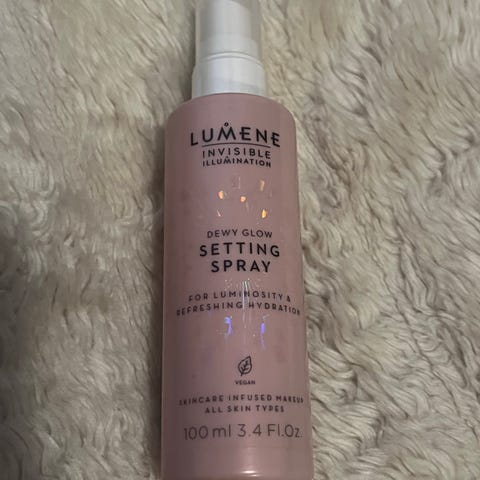 LUMENE
INVISIBLE
ILLUMINATION
DEWY GLOW
SETTING
SPRAY
FOR LUMINOSITY &
REFRESHING HYDRATION
VEGAN
SKINCARE INFUSED MAKEUP
ALL SKIN TYPES
100 ml 3.4 Fl.Oz.